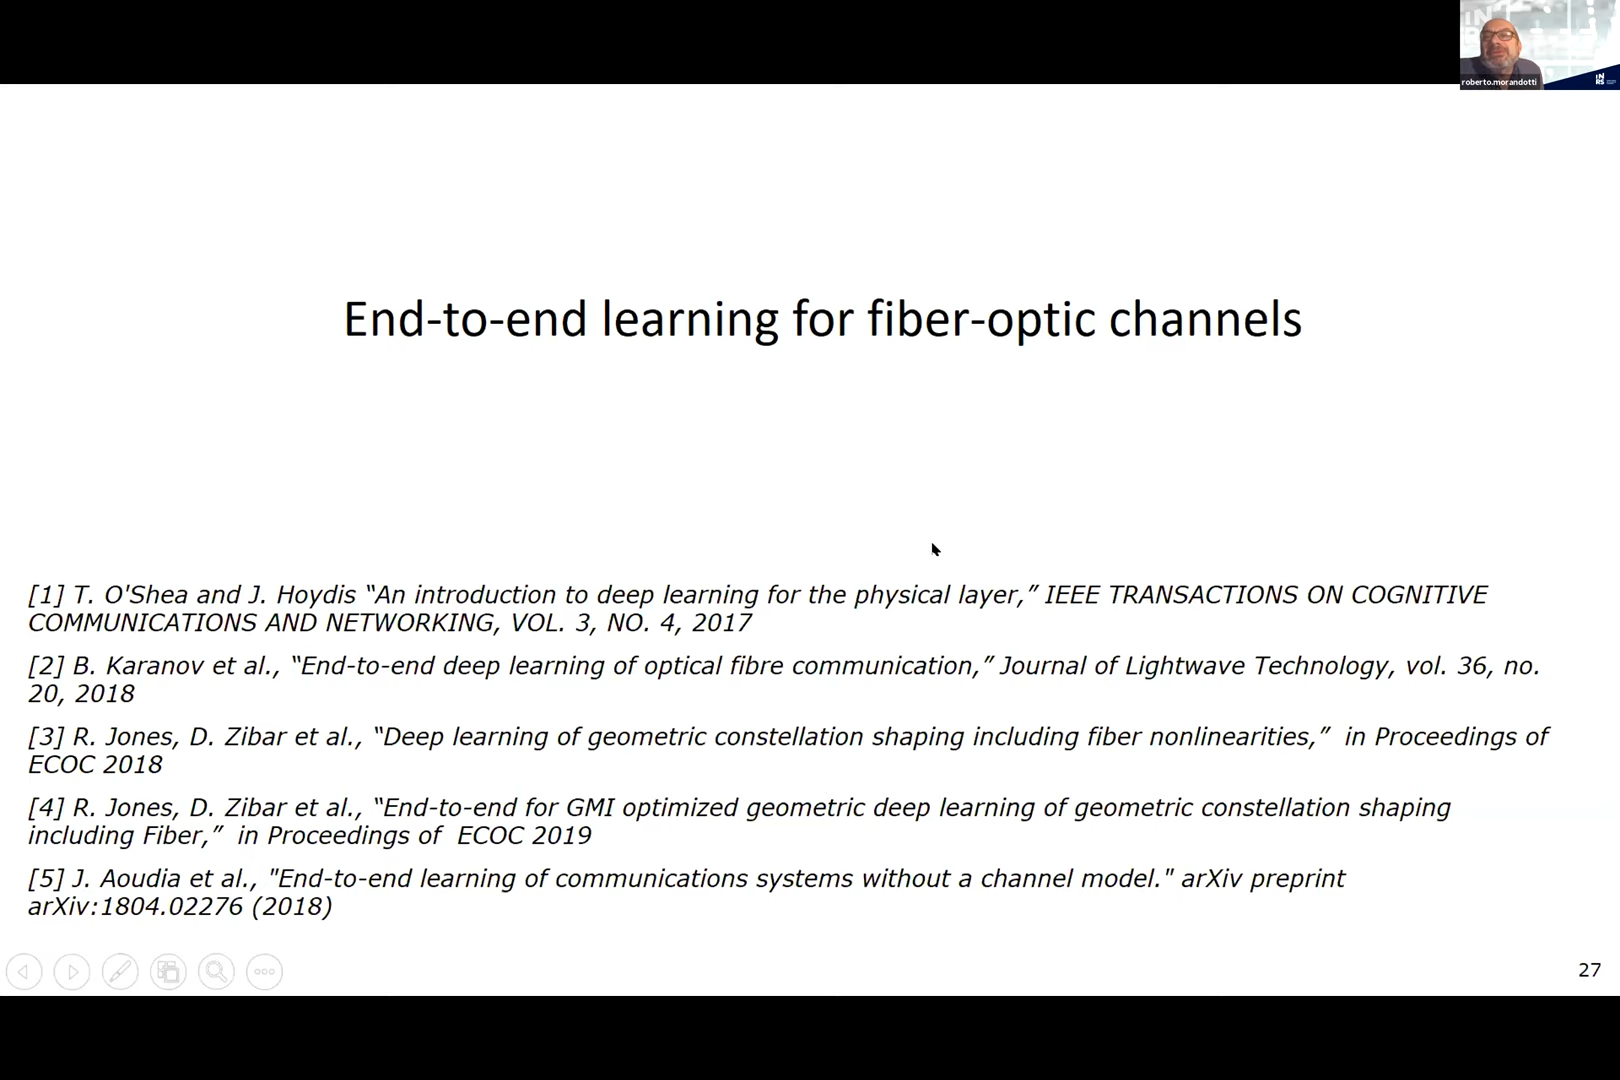 IN
roberto.morandotti
IN
RS
End-to-end learning for fiber-optic channels
[1] T. O'Shea and J. Hoydis “An introduction to deep learning for the physical layer,” IEEE TRANSACTIONS ON COGNITIVE
COMMUNICATIONS AND NETWORKING, VOL. 3, NO. 4, 2017
[2] B. Karanov et al., “End-to-end deep learning of optical fibre communication,” Journal of Lightwave Technology, vol. 36, no.
20, 2018
[3] R. Jones, D. Zibar et al., “Deep learning of geometric constellation shaping including fiber nonlinearities,” in Proceedings of
ECOC 2018
[4] R. Jones, D. Zibar et al., “End-to-end for GMI optimized geometric deep learning of geometric constellation shaping
including Fiber,” in Proceedings of ECOC 2019
[5] J. Aoudia et al., "End-to-end learning of communications systems without a channel model." arXiv preprint
arXiv:1804.02276 (2018)
27